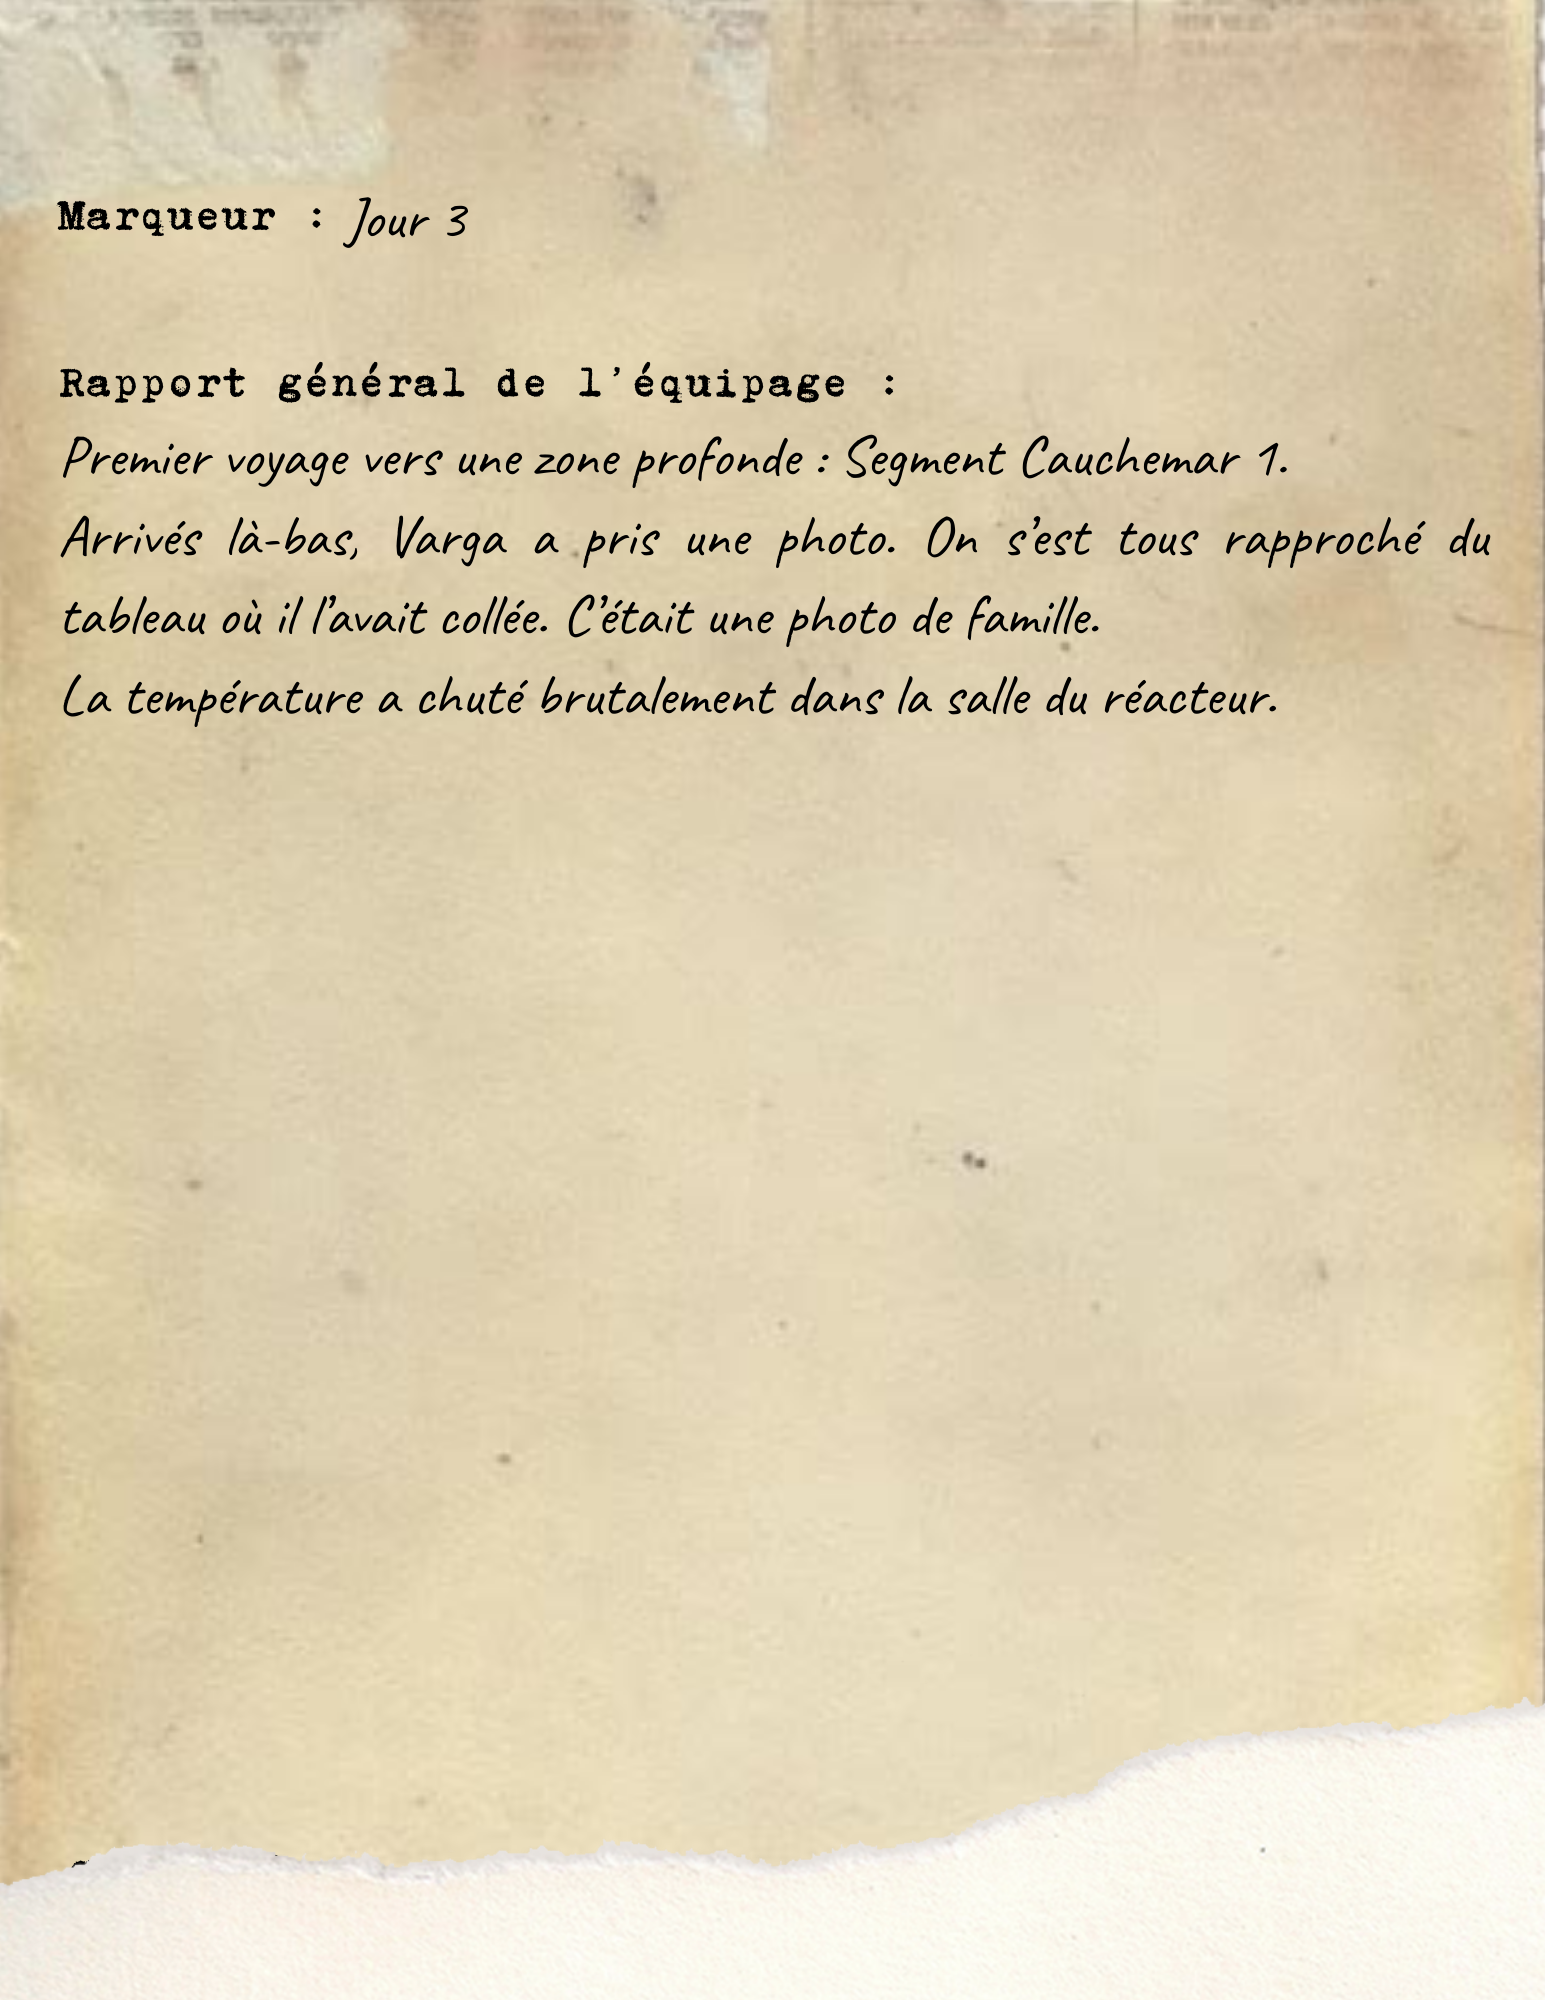 Marqueur : Jour 3
Rapport général de l'équipage :
Premier voyage vers une zone profonde : Segment Cauchemar 1.
Arrivés là-bas, Varga a pris une photo. On s’est tous rapproché du
tableau où il l’avait collée. C’était une photo de famille.
La température a chuté brutalement dans la salle du réacteur.